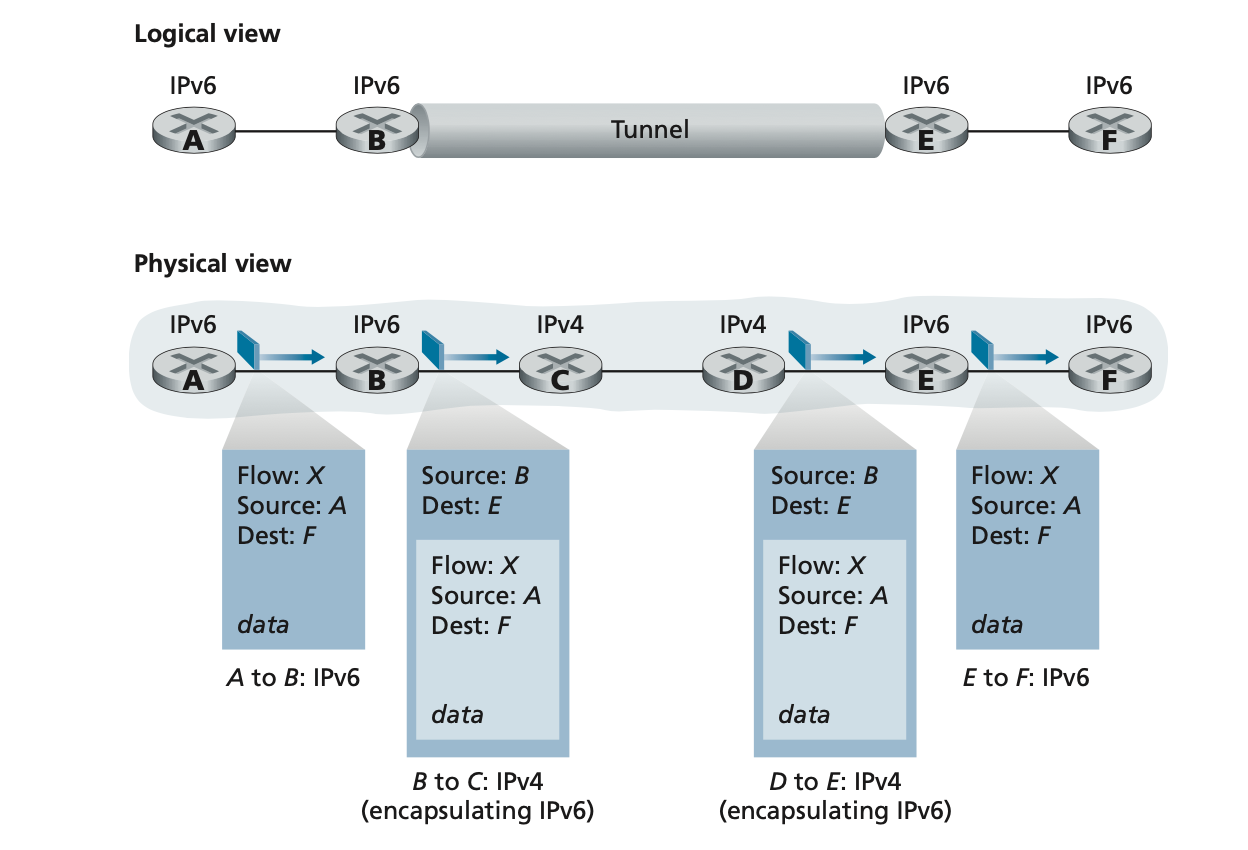 Logical view
IPv6 IPv6 IPv6 IPv6
A B Tunnel E F
Physical view
IPv6 IPv6 IPv4 IPv4 IPv6 IPv6
A B C D E F
Flow: X
Source: A
Dest: F
data
A to B: IPv6
Source: B
Dest: E
Flow: X
Source: A
Dest: F
data
B to C: IPv4
(encapsulating IPv6)
Source: B
Dest: E
Flow: X
Source: A
Dest: F
data
D to E: IPv4
(encapsulating IPv6)
Flow: X
Source: A
Dest: F
data
E to F: IPv6